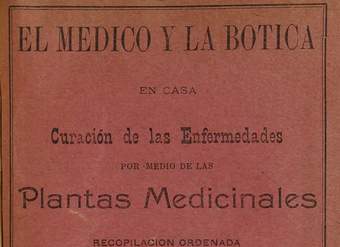 EL MEDICO Y LA BOTICA
EN CASA
Curación de las Enfermedades
POR MEDIO DE LAS
Plantas Medicinales
RECOPILACION ORDENADA